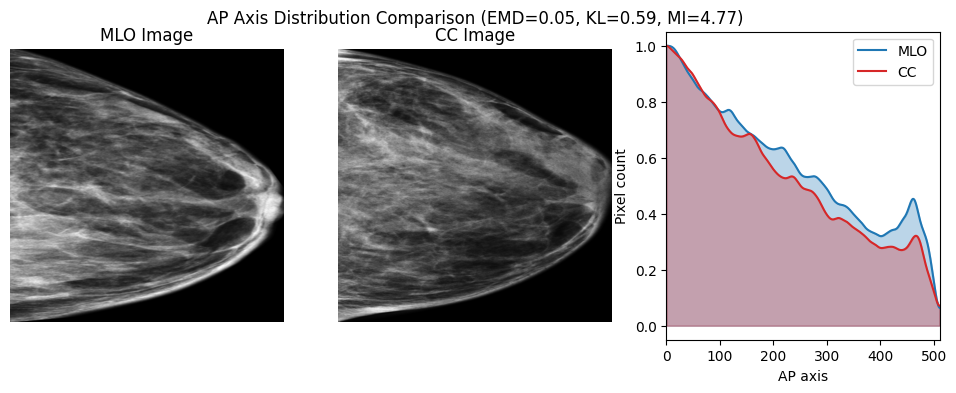 AP Axis Distribution Comparison (EMD=0.05, KL=0.59, MI=4.77)
MLO Image
CC Image
MLO
CC
Pixel count
1.0
0.8
0.6
0.4
0.2
0.0
0 100 200 300 400 500
AP axis